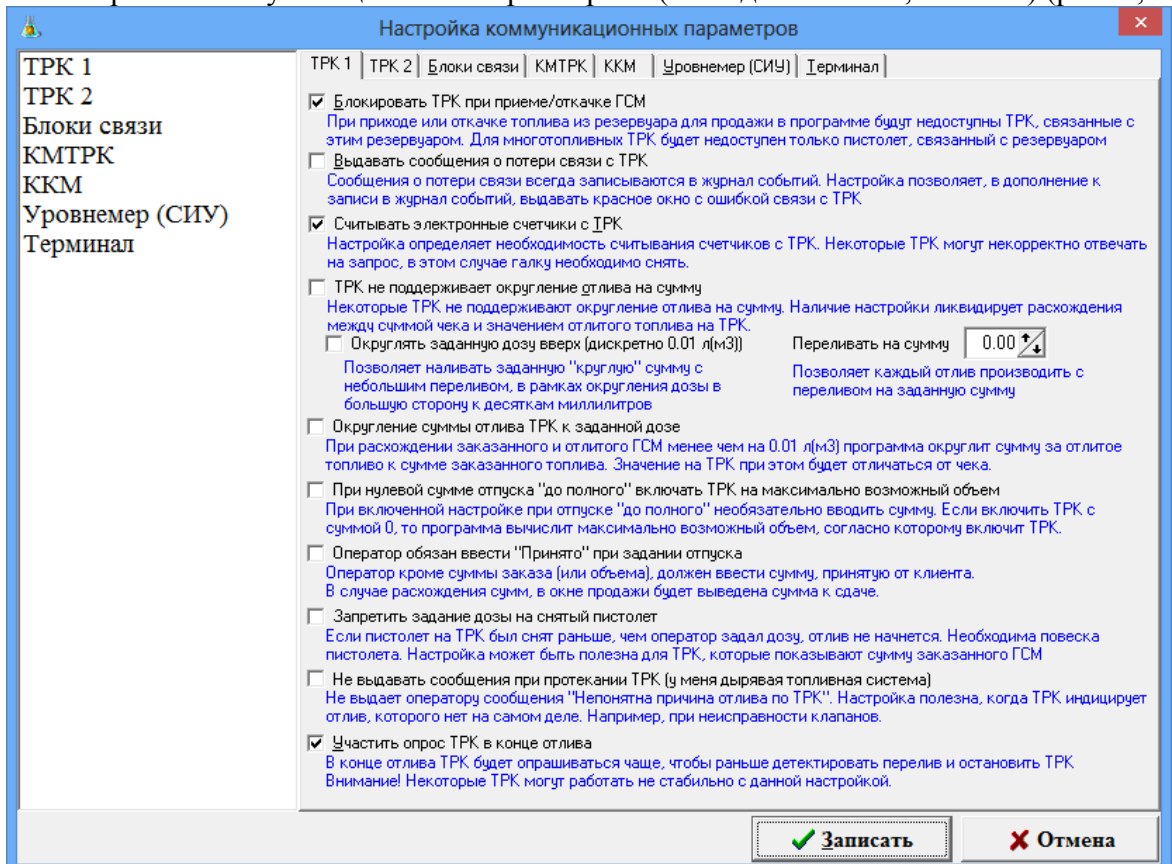 Настройка коммуникационных параметров
ТРК 1
ТРК 2
Блоки связи
КМТРК
ККМ
Уровнемер (СИУ)
Терминал
ТРК 1 ТРК 2 Блоки связи КМТРК ККМ Уровнемер (СИУ) Терминал
Блокировать ТРК при приеме/откачке ГСМ
При приходе или откачке топлива из резервуара для продажи в программе будут недоступны ТРК, связанные с
этим резервуаром. Для многотопливных ТРК будет недоступен только пистолет, связанный с резервуаром
Выдавать сообщения о потери связи с ТРК
Сообщения о потери связи всегда записываются в журнал событий. Настройка позволяет, в дополнение к
записи в журнал событий, выдавать красное окно с ошибкой связи с ТРК
Считывать электронные счетчики с ТРК
Настройка определяет необходимость считывания счетчиков с ТРК. Некоторые ТРК могут некорректно отвечать
на запрос, в этом случае галку необходимо снять.
ТРК не поддерживает округление отлива на сумму
Некоторые ТРК не поддерживают округление отлива на сумму. Наличие настройки ликвидирует расхождения
между суммой чека и значением отлитого топлива на ТРК.
Округлять заданную дозу вверх (дискретно 0.01 л(м3))
Позволяет наливать заданную "круглую" сумму с
небольшим переливом, в рамках округления дозы в
большую сторону к десяткам миллилитров
Переливать на сумму 0.00
Позволяет каждый отлив производить с
переливом на заданную сумму
Округление суммы отлива ТРК к заданной дозе
При расхождении заказанного и отлитого ГСМ менее чем на 0.01 л(м3) программа округлит сумму за отлитое
топливо к сумме заказанного топлива. Значение на ТРК при этом будет отличаться от чека.
При нулевой сумме отпуска "до полного" включать ТРК на максимально возможный объем
При включенной настройке при отпуске "до полного" необязательно вводить сумму. Если включить ТРК с
суммой 0, то программа вычислит максимально возможный объем, согласно которому включит ТРК.
Оператор обязан ввести "Принято" при задании отпуска
Оператор кроме суммы заказа (или объема), должен ввести сумму, принятую от клиента.
В случае расхождения сумм, в окне продажи будет выведена сумма к сдаче.
Запретить задание дозы на снятый пистолет
Если пистолет на ТРК был снят раньше, чем оператор задал дозу, отлив не начнется. Необходима повеска
пистолета. Настройка может быть полезна для ТРК, которые показывают сумму заказанного ГСМ
Не выдавать сообщения при протекании ТРК (у меня дырявая топливная система)
Не выдает оператору сообщения "Непонятна причина отлива по ТРК". Настройка полезна, когда ТРК индицирует
отлив, которого нет на самом деле. Например, при неисправности клапанов.
Участить опрос ТРК в конце отлива
В конце отлива ТРК будет опрашиваться чаще, чтобы раньше детектировать перелив и остановить ТРК
Внимание! Некоторые ТРК могут работать не стабильно с данной настройкой.
Записать Отмена